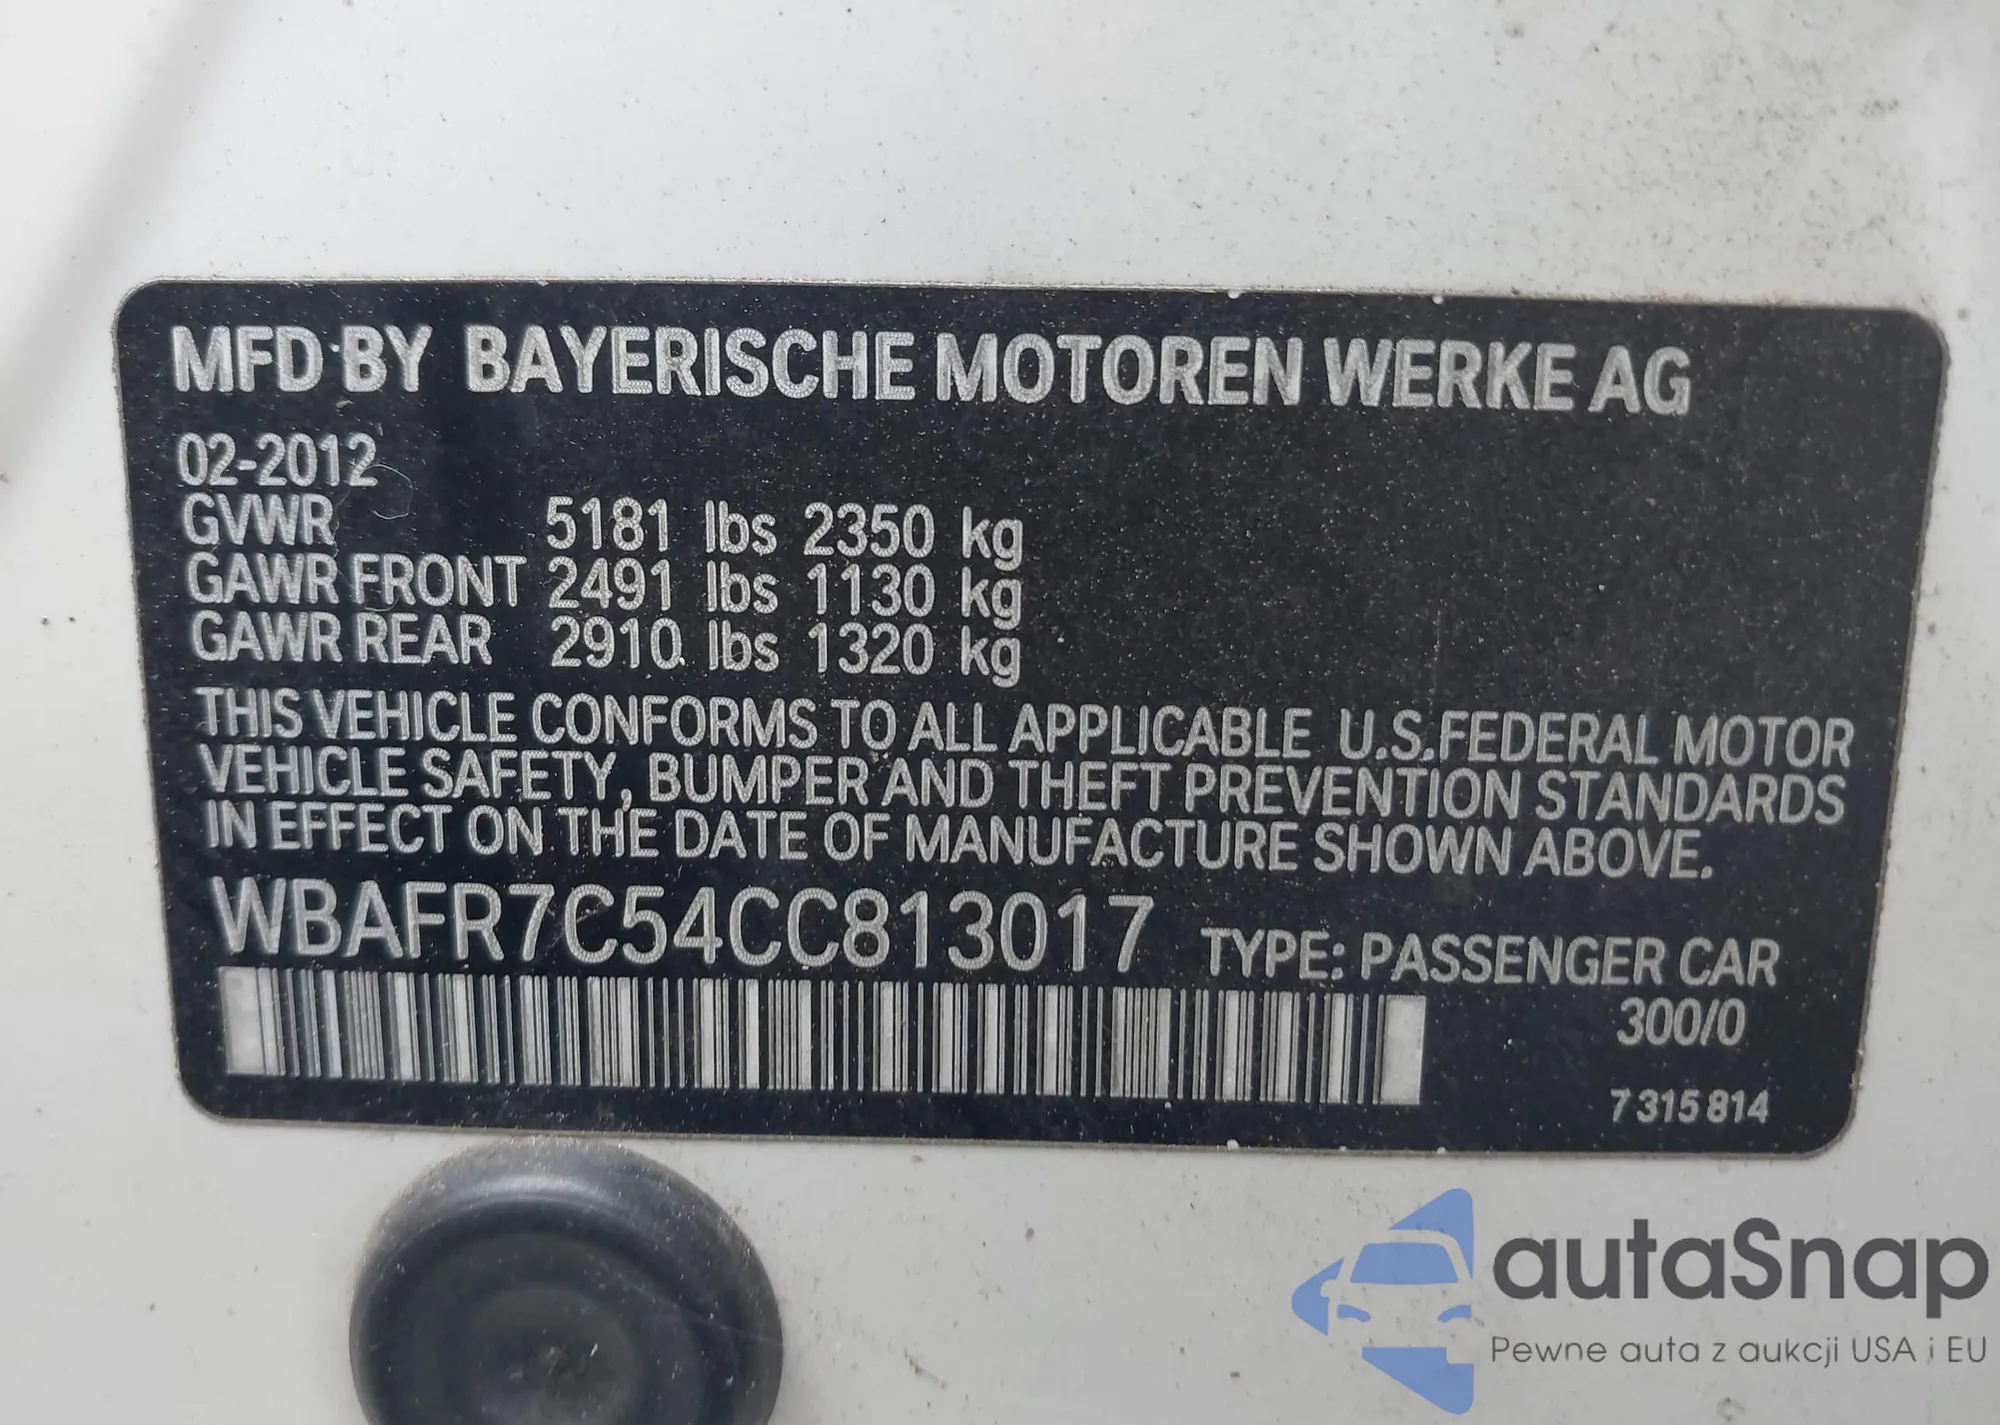 MFD BY BAYERISCHE MOTOREN WERKE AG
02-2012
GVWR 5181 lbs 2350 kg
GAWR FRONT 2491 lbs 1130 kg
GAWR REAR 2910 lbs 1320 kg
THIS VEHICLE CONFORMS TO ALL APPLICABLE U.S.FEDERAL MOTOR
VEHICLE SAFETY, BUMPER AND THEFT PREVENTION STANDARDS
IN EFFECT ON THE DATE OF MANUFACTURE SHOWN ABOVE.
WBAFR7C54CC813017 TYPE: PASSENGER CAR
300/0
7 315 814
autaSnap
Pewne auta z aukcji USA i EU